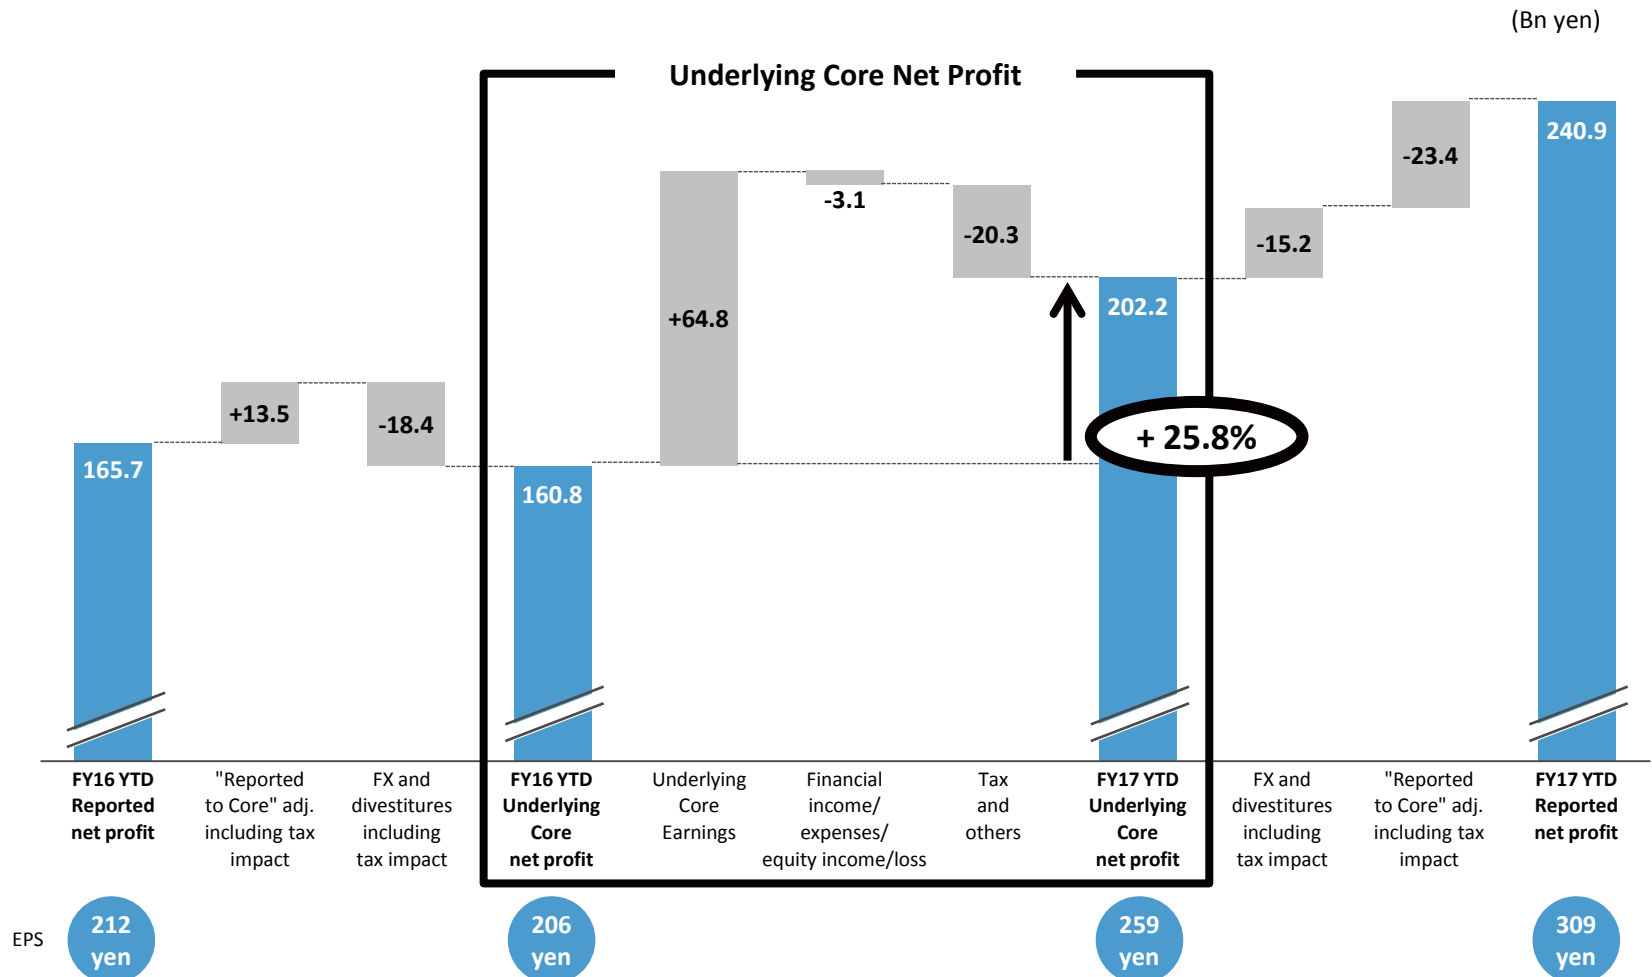 (Bn yen)
Underlying Core Net Profit
165.7
+13.5
-18.4
160.8
+64.8
-3.1
-20.3
202.2
+ 25.8%
-15.2
-23.4
240.9
FY16 YTD
Reported
net profit
"Reported
to Core" adj.
including tax
impact
FX and
divestitures
including
tax impact
FY16 YTD
Underlying
Core
net profit
Underlying
Core
Earnings
Financial
income/
expenses/
equity income/loss
Tax
and
others
FY17 YTD
Underlying
Core
net profit
FX and
divestitures
including
tax impact
"Reported
to Core" adj.
including tax
impact
FY17 YTD
Reported
net profit
EPS
212
yen
206
yen
259
yen
309
yen